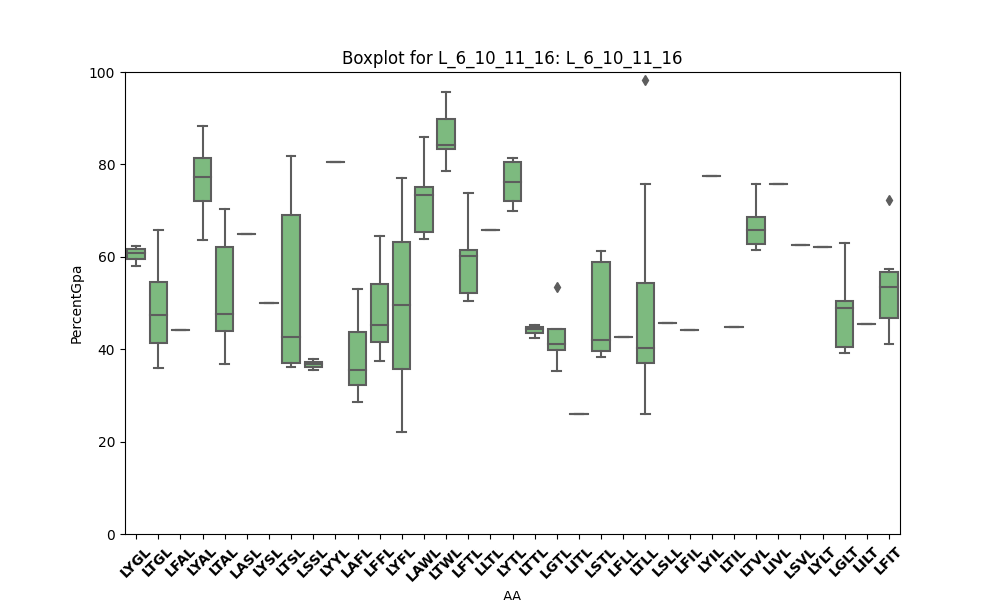 Boxplot for L_6_10_11_16: L_6_10_11_16
PercentGpa
100
80
60
40
20
0
LYGL LTGL LFAL LYAL LTAL LASL LYSL LTSL LSSL LYYL LAFL LFFL LYFL LAWL LTWL LFTL LLTL LYTL LTTL LGTL LITL LSTL LFLL LTLL LSLL LFIL LYIL LTIL LTVL LIVL LSVL LYLT LGLT LILT LFIT
AA